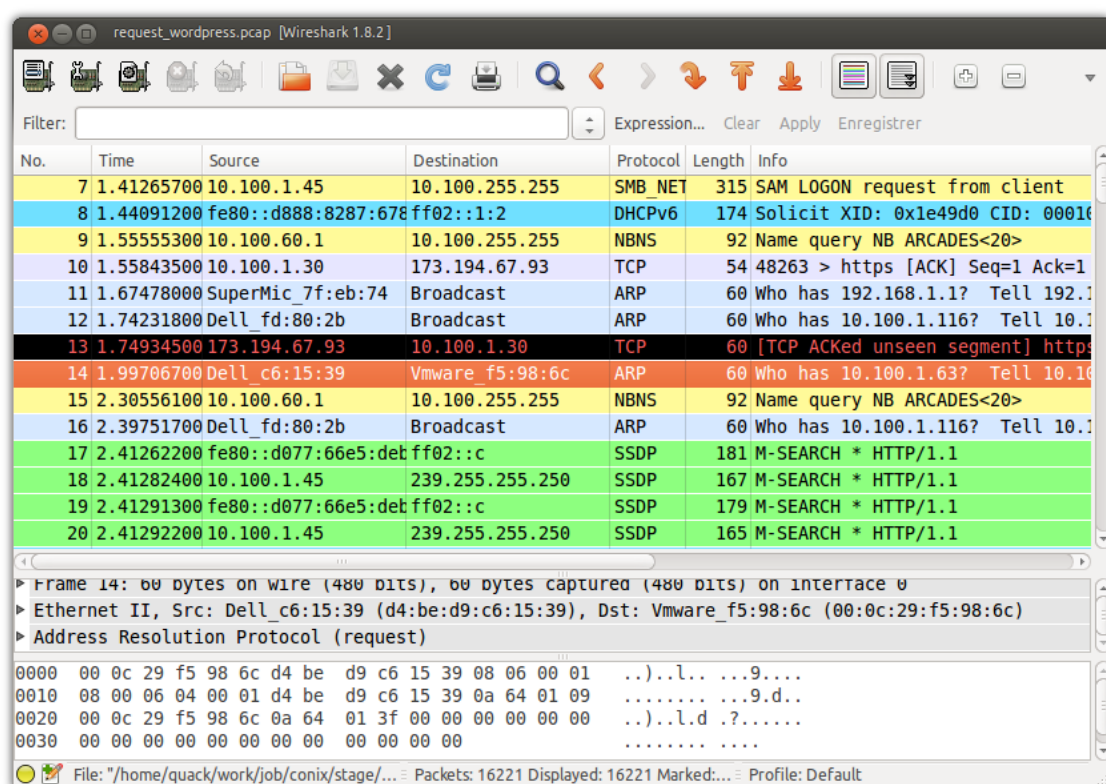 request_wordpress.pcap [Wireshark 1.8.2]
Filter: Expression... Clear Apply Enregistrer
No. Time Source Destination Protocol Length Info
7 1.41265700 10.100.1.45 10.100.255.255 SMB_NET 315 SAM LOGON request from client
8 1.44091200 fe80::d888:8287:678 ff02::1:2 DHCPv6 174 Solicit XID: 0x1e49d0 CID: 00010
9 1.55555300 10.100.60.1 10.100.255.255 NBNS 92 Name query NB ARCADES<20>
10 1.55843500 10.100.1.30 173.194.67.93 TCP 54 48263 > https [ACK] Seq=1 Ack=1
11 1.67478000 SuperMic_7f:eb:74 Broadcast ARP 60 Who has 192.168.1.1? Tell 192.1
12 1.74231800 Dell_fd:80:2b Broadcast ARP 60 Who has 10.100.1.116? Tell 10.1
13 1.74934500 173.194.67.93 10.100.1.30 TCP 60 [TCP ACKed unseen segment] https
14 1.99706700 Dell_c6:15:39 Vmware_f5:98:6c ARP 60 Who has 10.100.1.63? Tell 10.10
15 2.30556100 10.100.60.1 10.100.255.255 NBNS 92 Name query NB ARCADES<20>
16 2.39751700 Dell_fd:80:2b Broadcast ARP 60 Who has 10.100.1.116? Tell 10.1
17 2.41262200 fe80::d077:66e5:deb ff02::c SSDP 181 M-SEARCH * HTTP/1.1
18 2.41282400 10.100.1.45 239.255.255.250 SSDP 167 M-SEARCH * HTTP/1.1
19 2.41291300 fe80::d077:66e5:deb ff02::c SSDP 179 M-SEARCH * HTTP/1.1
20 2.41292200 10.100.1.45 239.255.255.250 SSDP 165 M-SEARCH * HTTP/1.1
Frame 14: 60 bytes on wire (480 bits), 60 bytes captured (480 bits) on interface 0
Ethernet II, Src: Dell_c6:15:39 (d4:be:d9:c6:15:39), Dst: Vmware_f5:98:6c (00:0c:29:f5:98:6c)
Address Resolution Protocol (request)
0000 00 0c 29 f5 98 6c d4 be d9 c6 15 39 08 06 00 01 ..)..l.. ...9....
0010 08 00 06 04 00 01 d4 be d9 c6 15 39 0a 64 01 09 ........ ...9.d..
0020 00 0c 29 f5 98 6c 0a 64 01 3f 00 00 00 00 00 00 ..)..l.d .?......
0030 00 00 00 00 00 00 00 00 00 00 00 00 ........ ....
File: "/home/quack/work/job/conix/stage/... Packets: 16221 Displayed: 16221 Marked:... Profile: Default